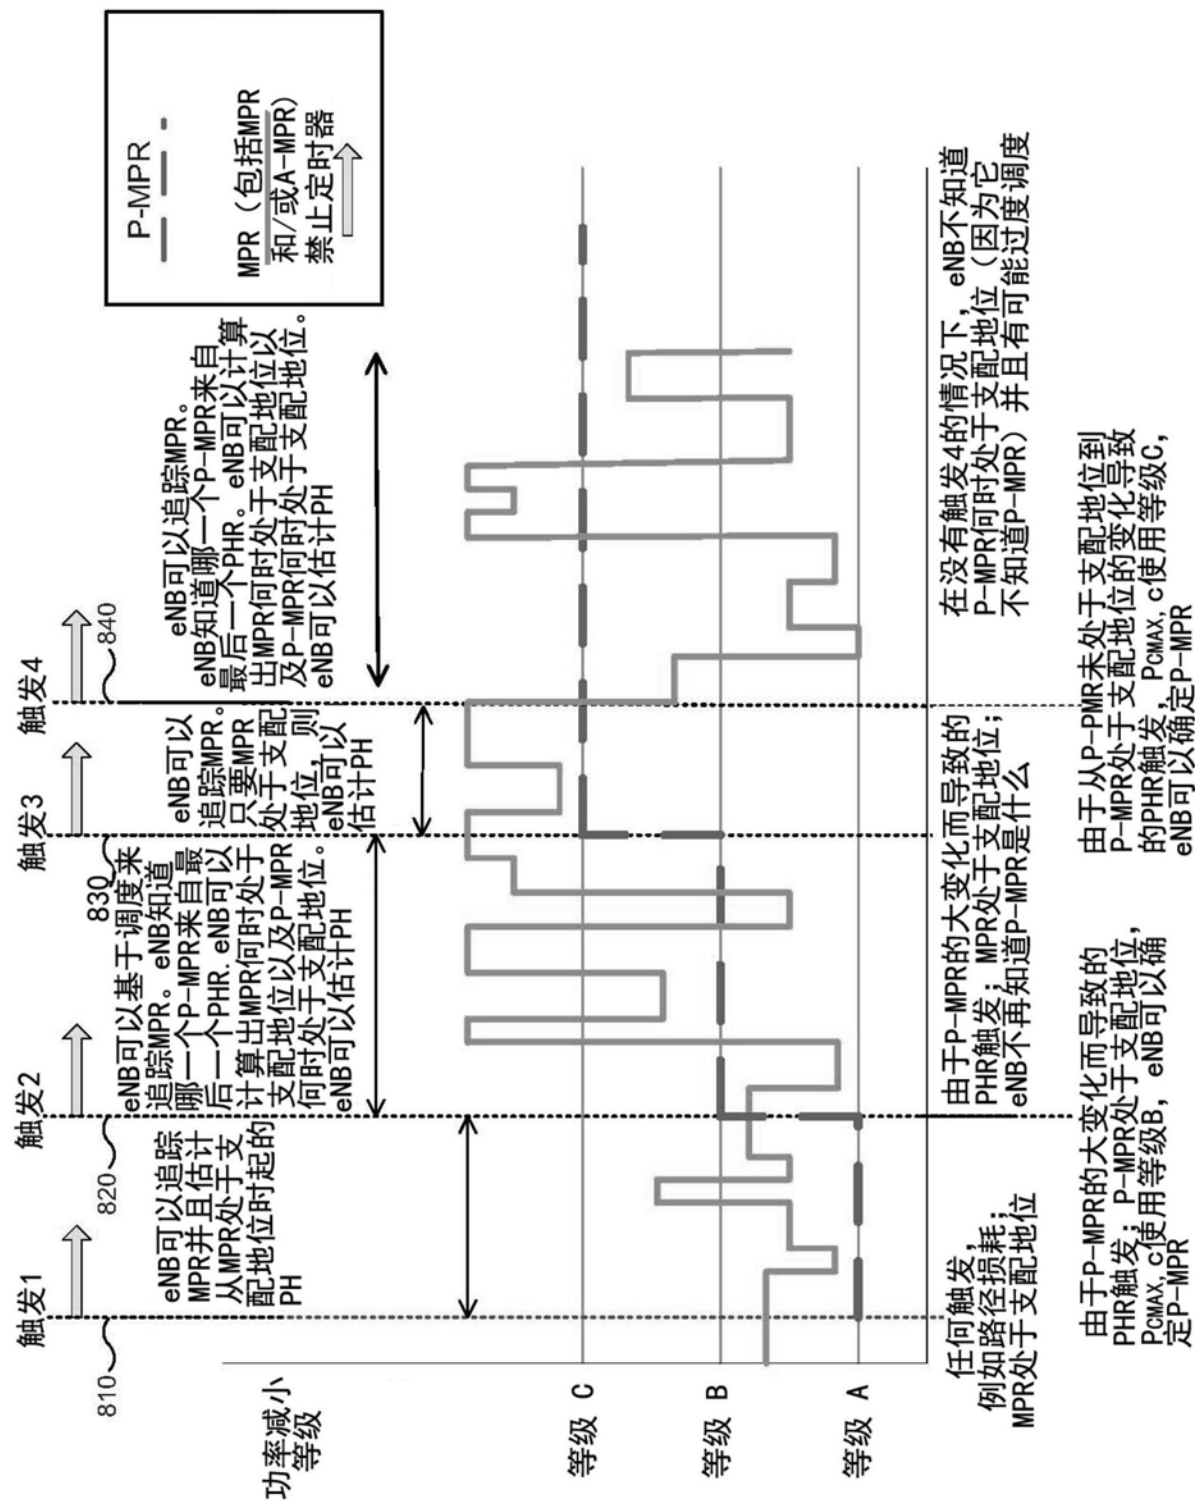 触发1
触发2
触发3
触发4
810
820
830
840
P-MPR
MPR（包括MPR
和/或A-MPR）
禁止定时器
eNB可以追踪
MPR并且估计
从MPR处于支
配地位时起的
PH
eNB可以基于调度来
追踪MPR。eNB知道
哪一个P-MPR来自最
后一个PHR.eNB可以
计算出MPR何时处于
支配地位以及P-MPR
何时处于支配地位。
eNB可以估计PH
eNB可以
追踪MPR。
只要MPR
处于支配
地位，则
eNB可以
估计PH
eNB可以追踪MPR。
eNB知道哪一个P-MPR来自
最后一个PHR。eNB可以计算
出MPR何时处于支配地位以
及P-MPR何时处于支配地位。
eNB可以估计PH
功率减小
等级
等级 C
等级 B
等级 A
任何触发，
例如路径损耗；
MPR处于支配地位
由于P-MPR的大变化而导致的
PHR触发；P-MPR处于支配地位，
PCMAX,c使用等级B，eNB可以确
定P-MPR
由于P-MPR的大变化而导致的
PHR触发；MPR处于支配地位；
eNB不再知道P-MPR是什么
由于从P-PMR未处于支配地位到
P-MPR处于支配地位的变化导致
的PHR触发，PCMAX,c使用等级C，
eNB可以确定P-MPR
在没有触发4的情况下，eNB不知道
P-MPR何时处于支配地位（因为它
不知道P-MPR）并且有可能过度调度